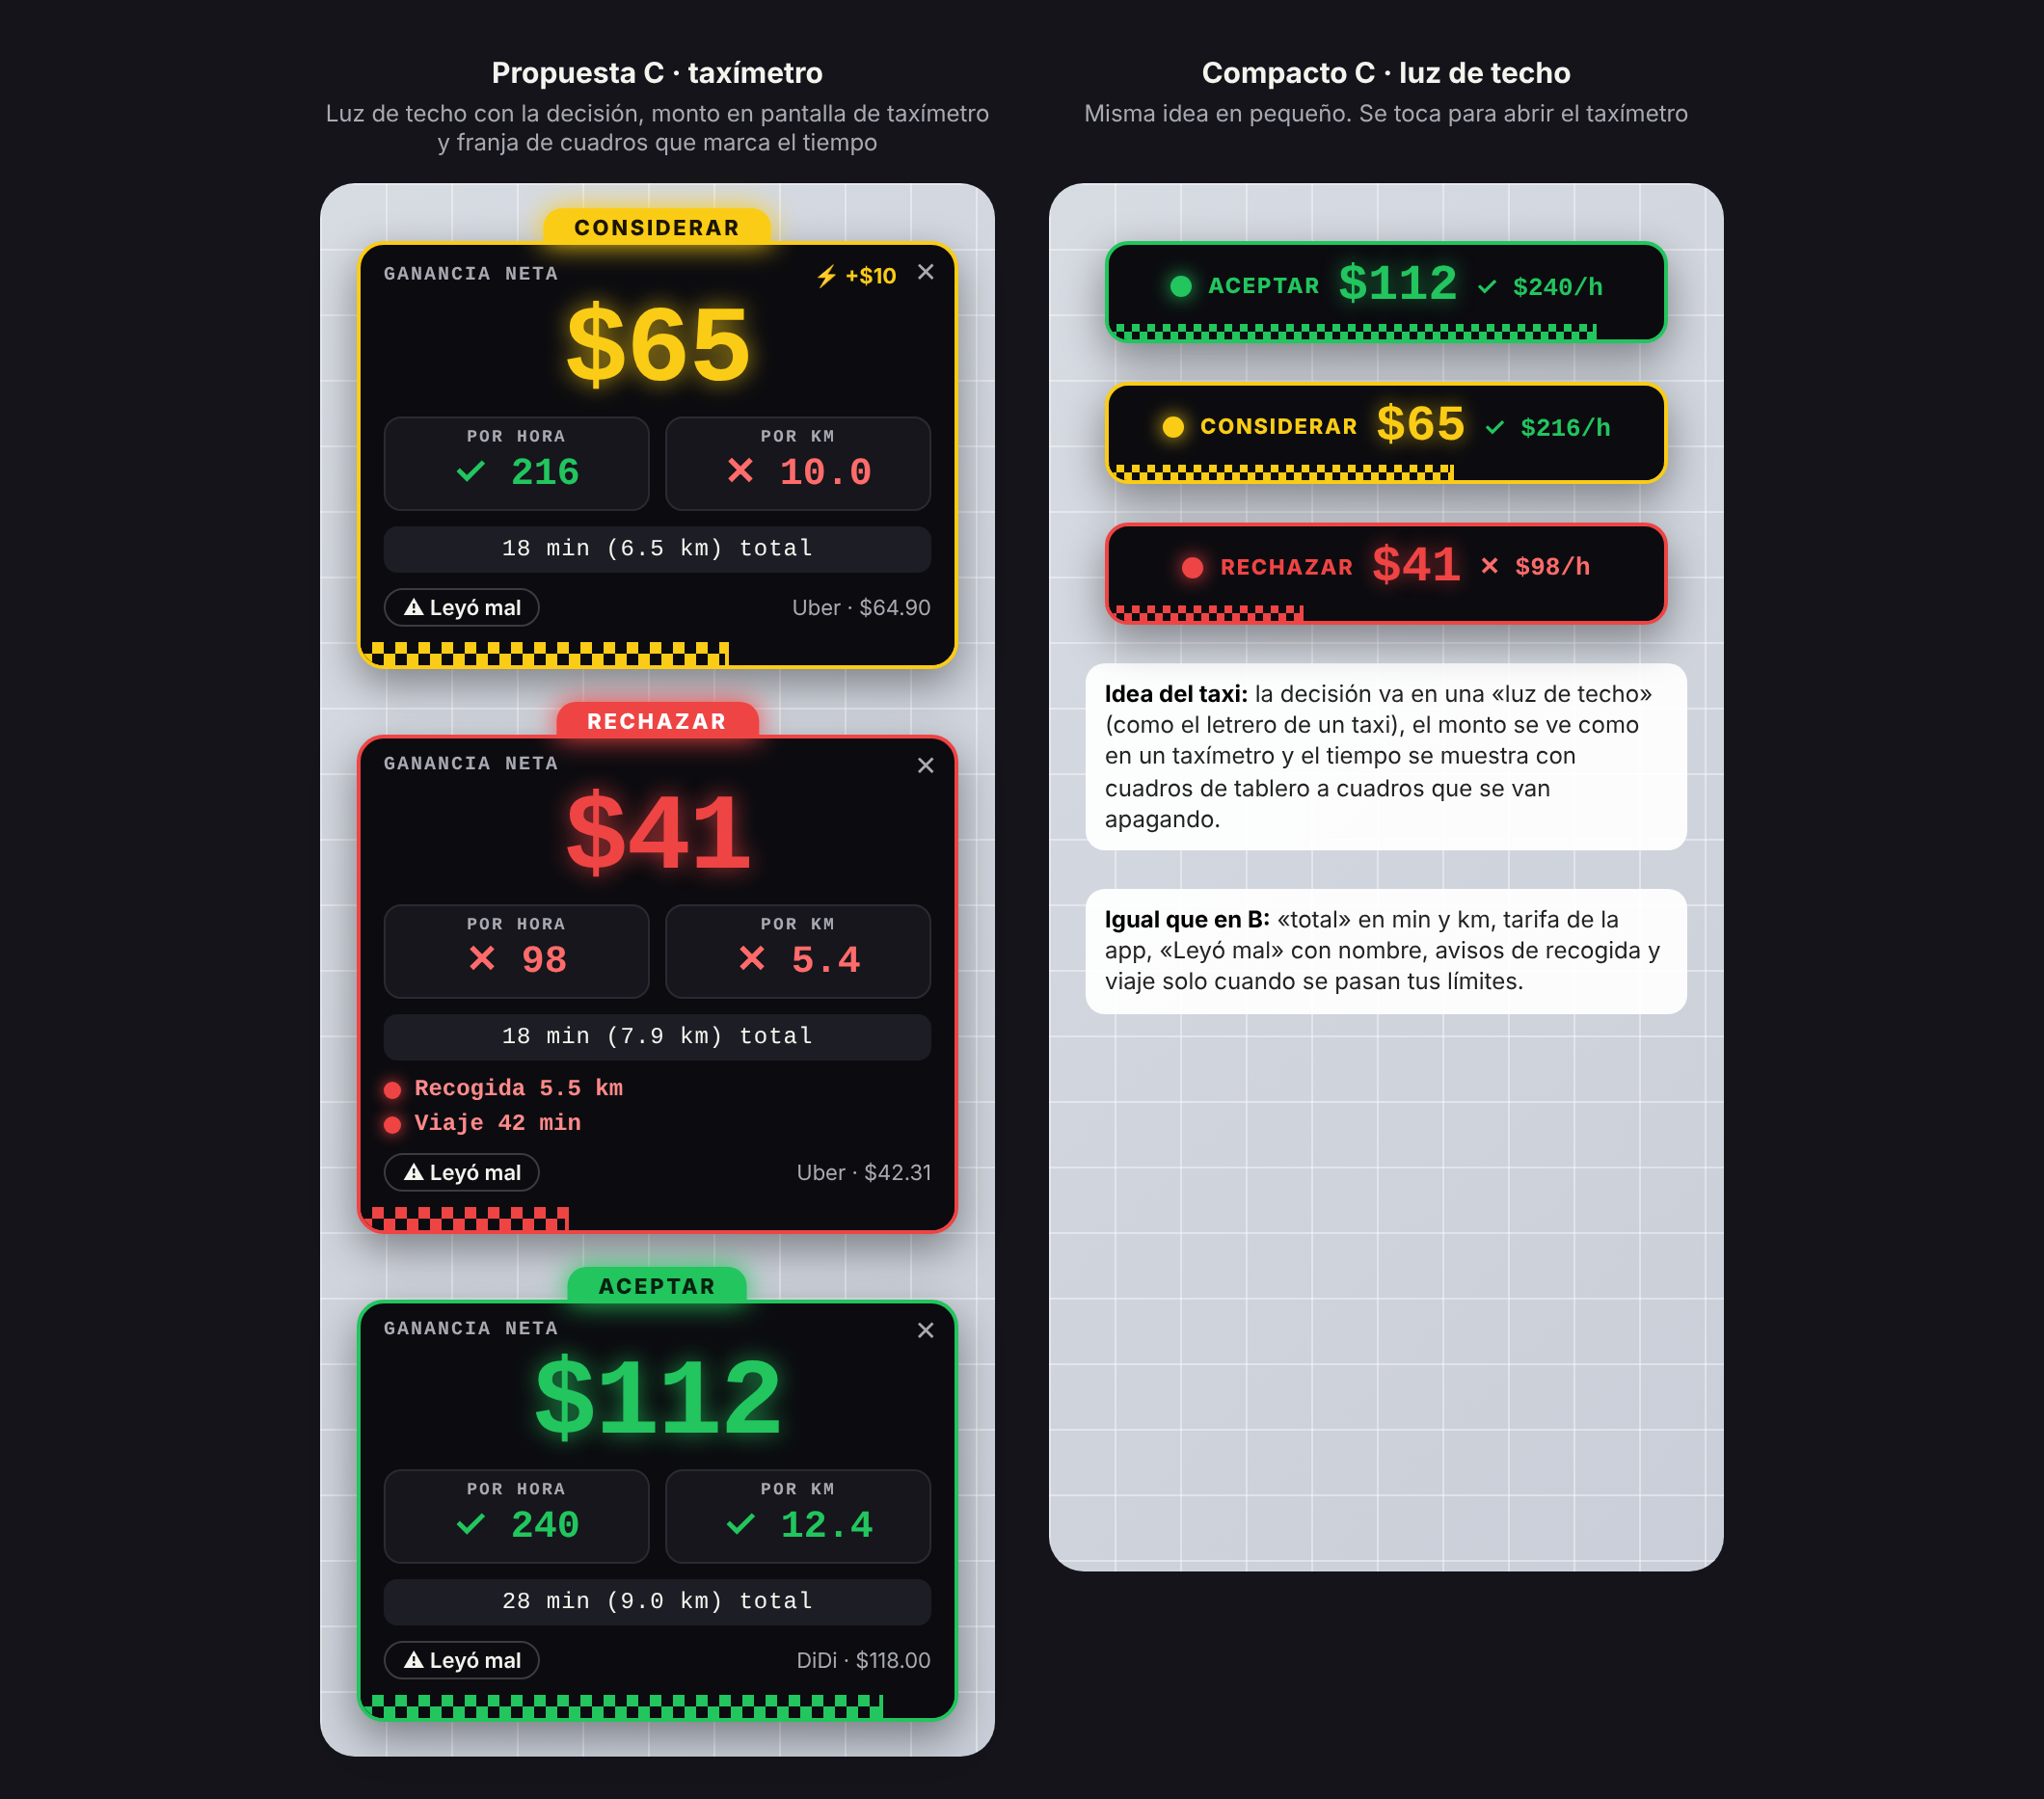 Propuesta C · taxímetro
Luz de techo con la decisión, monto en pantalla de taxímetro
y franja de cuadros que marca el tiempo
CONSIDERAR
GANANCIA NETA
⚡ +$10 ✕
$65
POR HORA
✓ 216
POR KM
✕ 10.0
18 min (6.5 km) total
⚠ Leyó mal
Uber · $64.90
RECHAZAR
GANANCIA NETA
✕
$41
POR HORA
✕ 98
POR KM
✕ 5.4
18 min (7.9 km) total
Recogida 5.5 km
Viaje 42 min
⚠ Leyó mal
Uber · $42.31
ACEPTAR
GANANCIA NETA
✕
$112
POR HORA
✓ 240
POR KM
✓ 12.4
28 min (9.0 km) total
⚠ Leyó mal
DiDi · $118.00
Compacto C · luz de techo
Misma idea en pequeño. Se toca para abrir el taxímetro
ACEPTAR $112 ✓ $240/h
CONSIDERAR $65 ✓ $216/h
RECHAZAR $41 ✕ $98/h
Idea del taxi: la decisión va en una «luz de techo»
(como el letrero de un taxi), el monto se ve como
en un taxímetro y el tiempo se muestra con
cuadros de tablero a cuadros que se van
apagando.
Igual que en B: «total» en min y km, tarifa de la
app, «Leyó mal» con nombre, avisos de recogida y
viaje solo cuando se pasan tus límites.